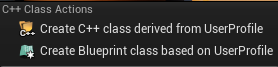 C++ Class Actions
Create C++ class derived from UserProfile
Create Blueprint class based on UserProfile